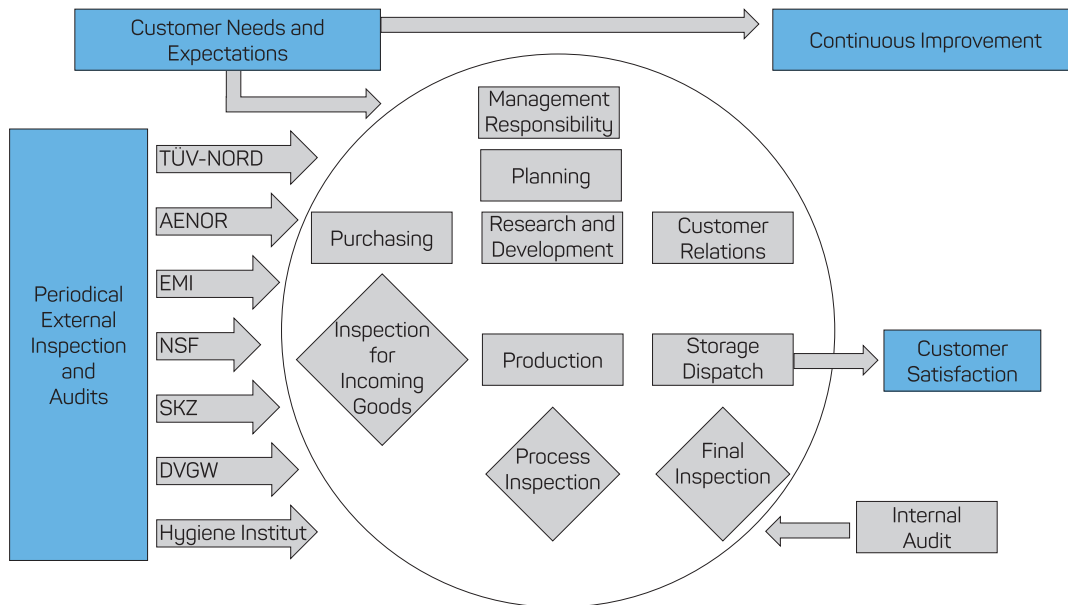 Customer Needs and
Expectations
Continuous Improvement
Management
Responsibility
TÜV-NORD
Planning
AENOR
Purchasing
Research and
Development
Customer
Relations
EMI
Periodical
External
Inspection
and
Audits
NSF
Inspection
for
Incoming
Goods
Production
Storage
Dispatch
Customer
Satisfaction
SKZ
DVGW
Process
Inspection
Final
Inspection
Hygiene Institut
Internal
Audit